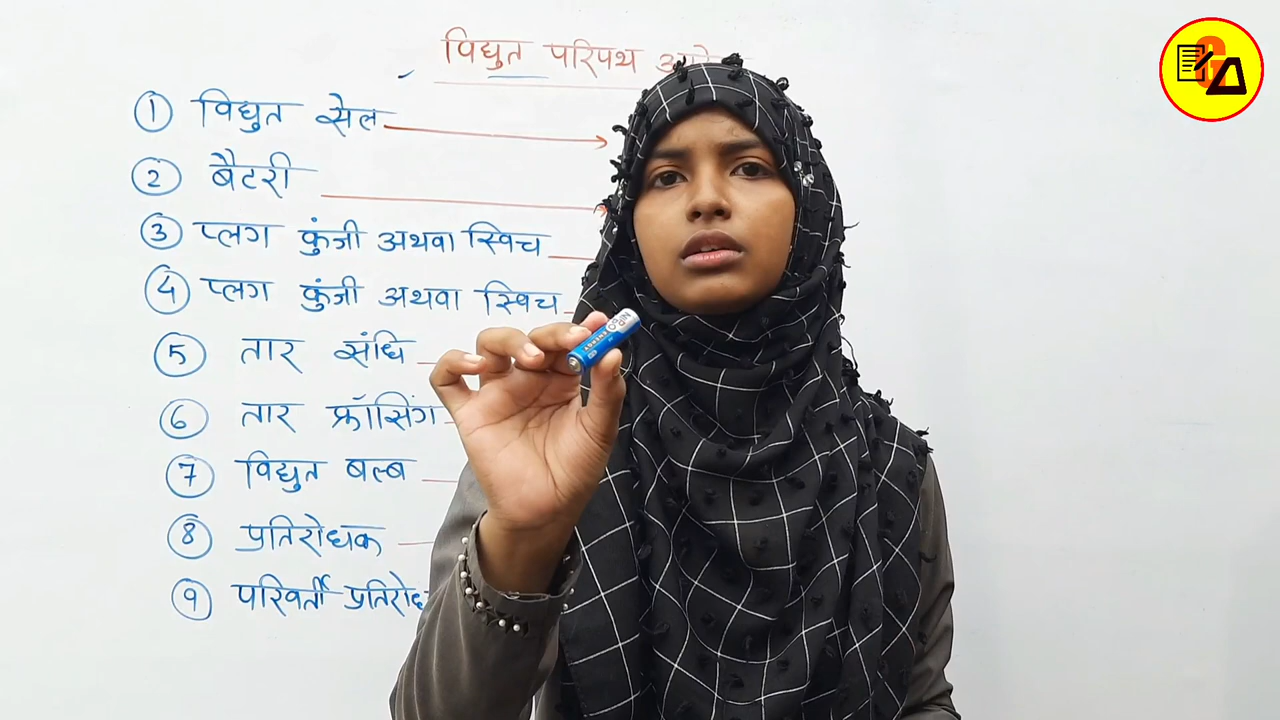 विद्युत परिपथ
① विद्युत सेल
② बैटरी
③ प्लग कुंजी अथवा स्विच
④ प्लग कुंजी अथवा स्विच
⑤ तार संधि
⑥ तार क्रॉसिंग
⑦ विद्युत बल्ब
⑧ प्रतिरोधक
⑨ परिवर्ती
ENERGY